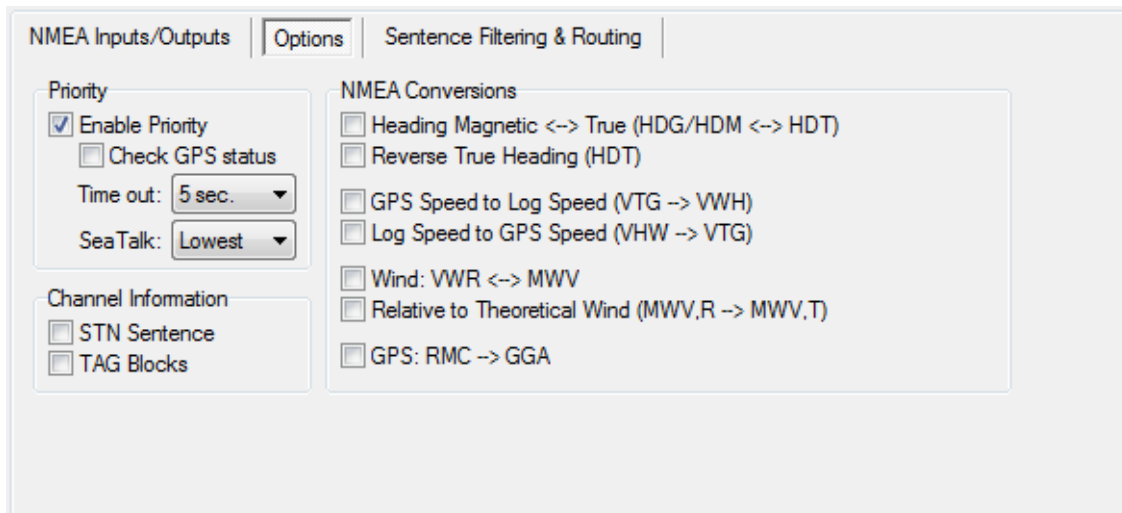 NMEA Inputs/Outputs
Options
Sentence Filtering & Routing
Priority
Enable Priority
Check GPS status
Time out: 5 sec.
SeaTalk: Lowest
Channel Information
STN Sentence
TAG Blocks
NMEA Conversions
Heading Magnetic <--> True (HDG/HDM <--> HDT)
Reverse True Heading (HDT)
GPS Speed to Log Speed (VTG --> VWH)
Log Speed to GPS Speed (VHW --> VTG)
Wind: VWR <--> MWV
Relative to Theoretical Wind (MWV,R --> MWV,T)
GPS: RMC --> GGA